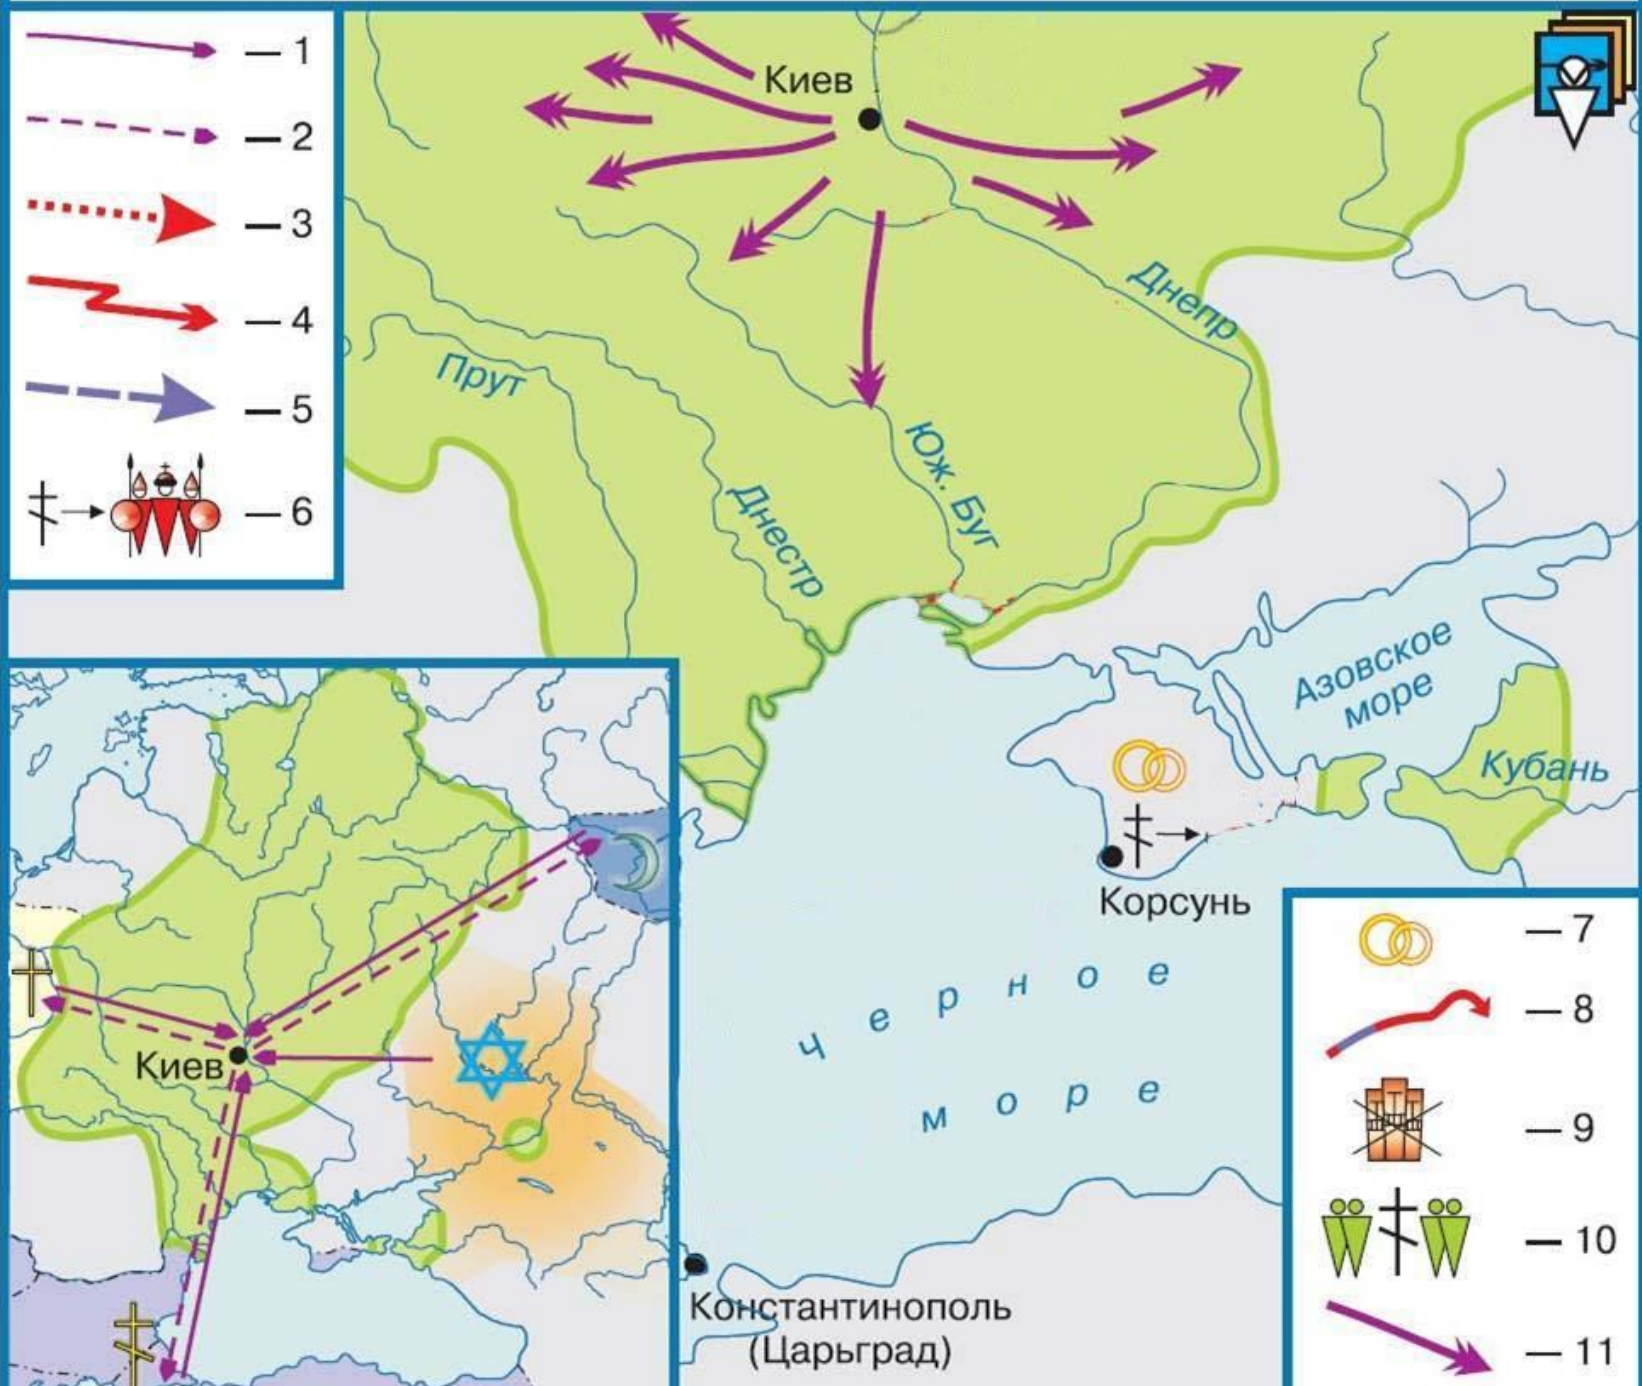 — 1
— 2
— 3
— 4
— 5
— 6
Киев
Днепр
Прут
Юж. Буг
Днестр
Азовское
море
Кубань
Корсунь
Черное
море
Киев
Константинополь
(Царьград)
— 7
— 8
— 9
— 10
— 11